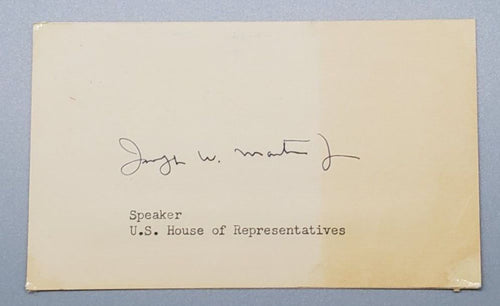 Joseph W. Martin Jr
Speaker
U.S. House of Representatives